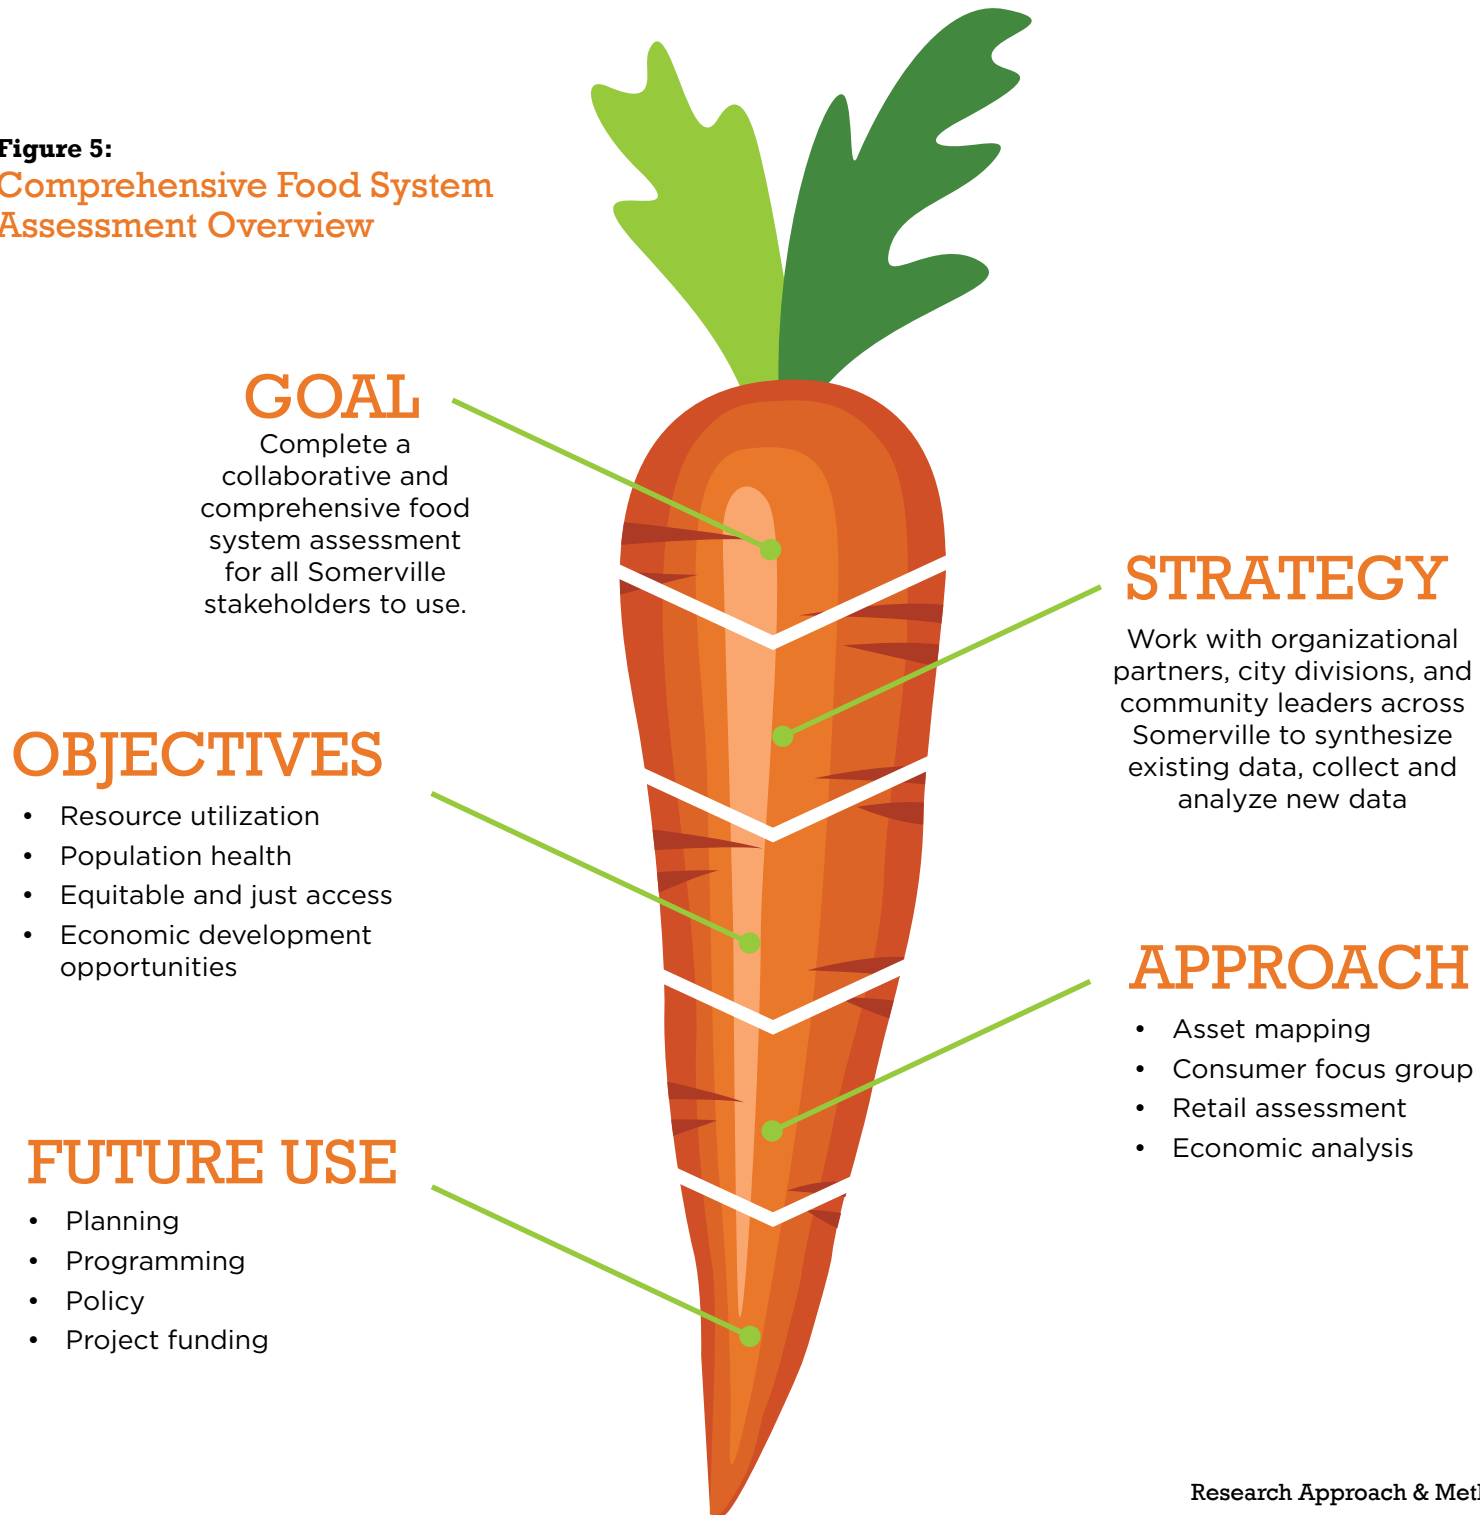 Figure 5:
Comprehensive Food System
Assessment Overview
GOAL
Complete a
collaborative and
comprehensive food
system assessment
for all Somerville
stakeholders to use.
STRATEGY
Work with organizational
partners, city divisions, and
community leaders across
Somerville to synthesize
existing data, collect and
analyze new data
OBJECTIVES
• Resource utilization
• Population health
• Equitable and just access
• Economic development
opportunities
APPROACH
• Asset mapping
• Consumer focus group
• Retail assessment
• Economic analysis
FUTURE USE
• Planning
• Programming
• Policy
• Project funding
Research Approach &